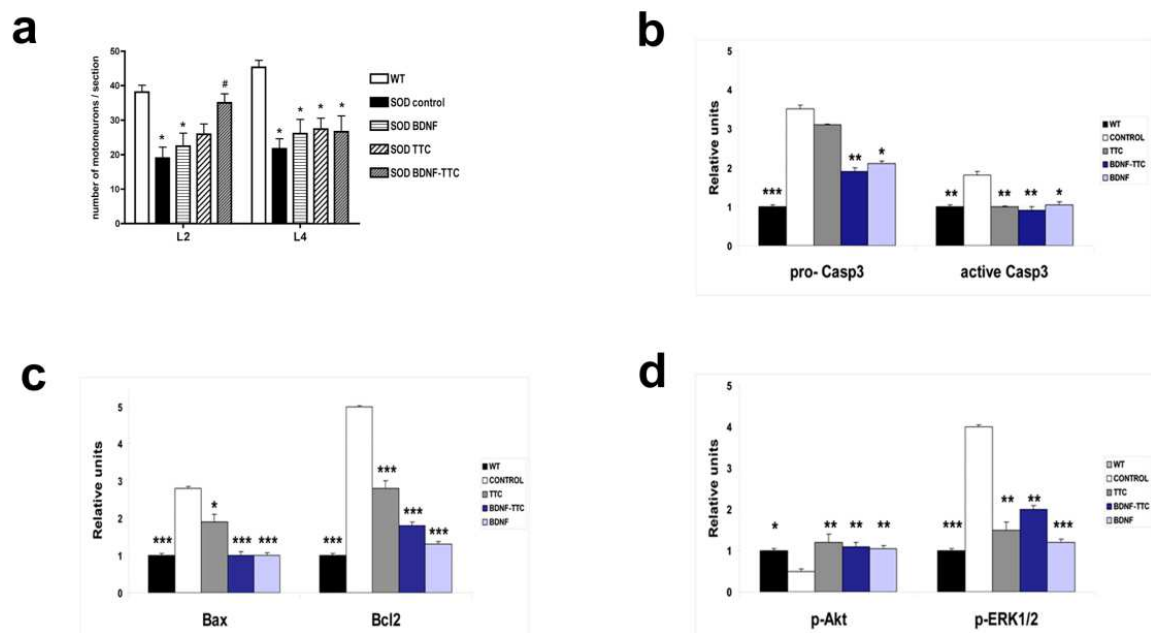 a
number of motoneurons / section
50
40
30
20
10
0
* * #
* * * *
L2 L4
WT
SOD control
SOD BDNF
SOD TTC
SOD BDNF-TTC
b
Relative units
5
4
3
2
1
0
*** ** *
** ** ** *
pro- Casp3 active Casp3
WT
CONTROL
TTC
BDNF-TTC
BDNF
c
Relative units
5
4
3
2
1
0
*** * *** ***
*** *** *** ***
Bax Bcl2
WT
CONTROL
TTC
BDNF-TTC
BDNF
d
Relative units
5
4
3
2
1
0
* ** ** **
*** ** ** ***
p-Akt p-ERK1/2
WT
CONTROL
TTC
BDNF-TTC
BDNF